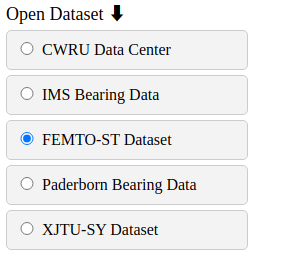 Open Dataset ⬇
CWRU Data Center
IMS Bearing Data
FEMTO-ST Dataset
Paderborn Bearing Data
XJTU-SY Dataset